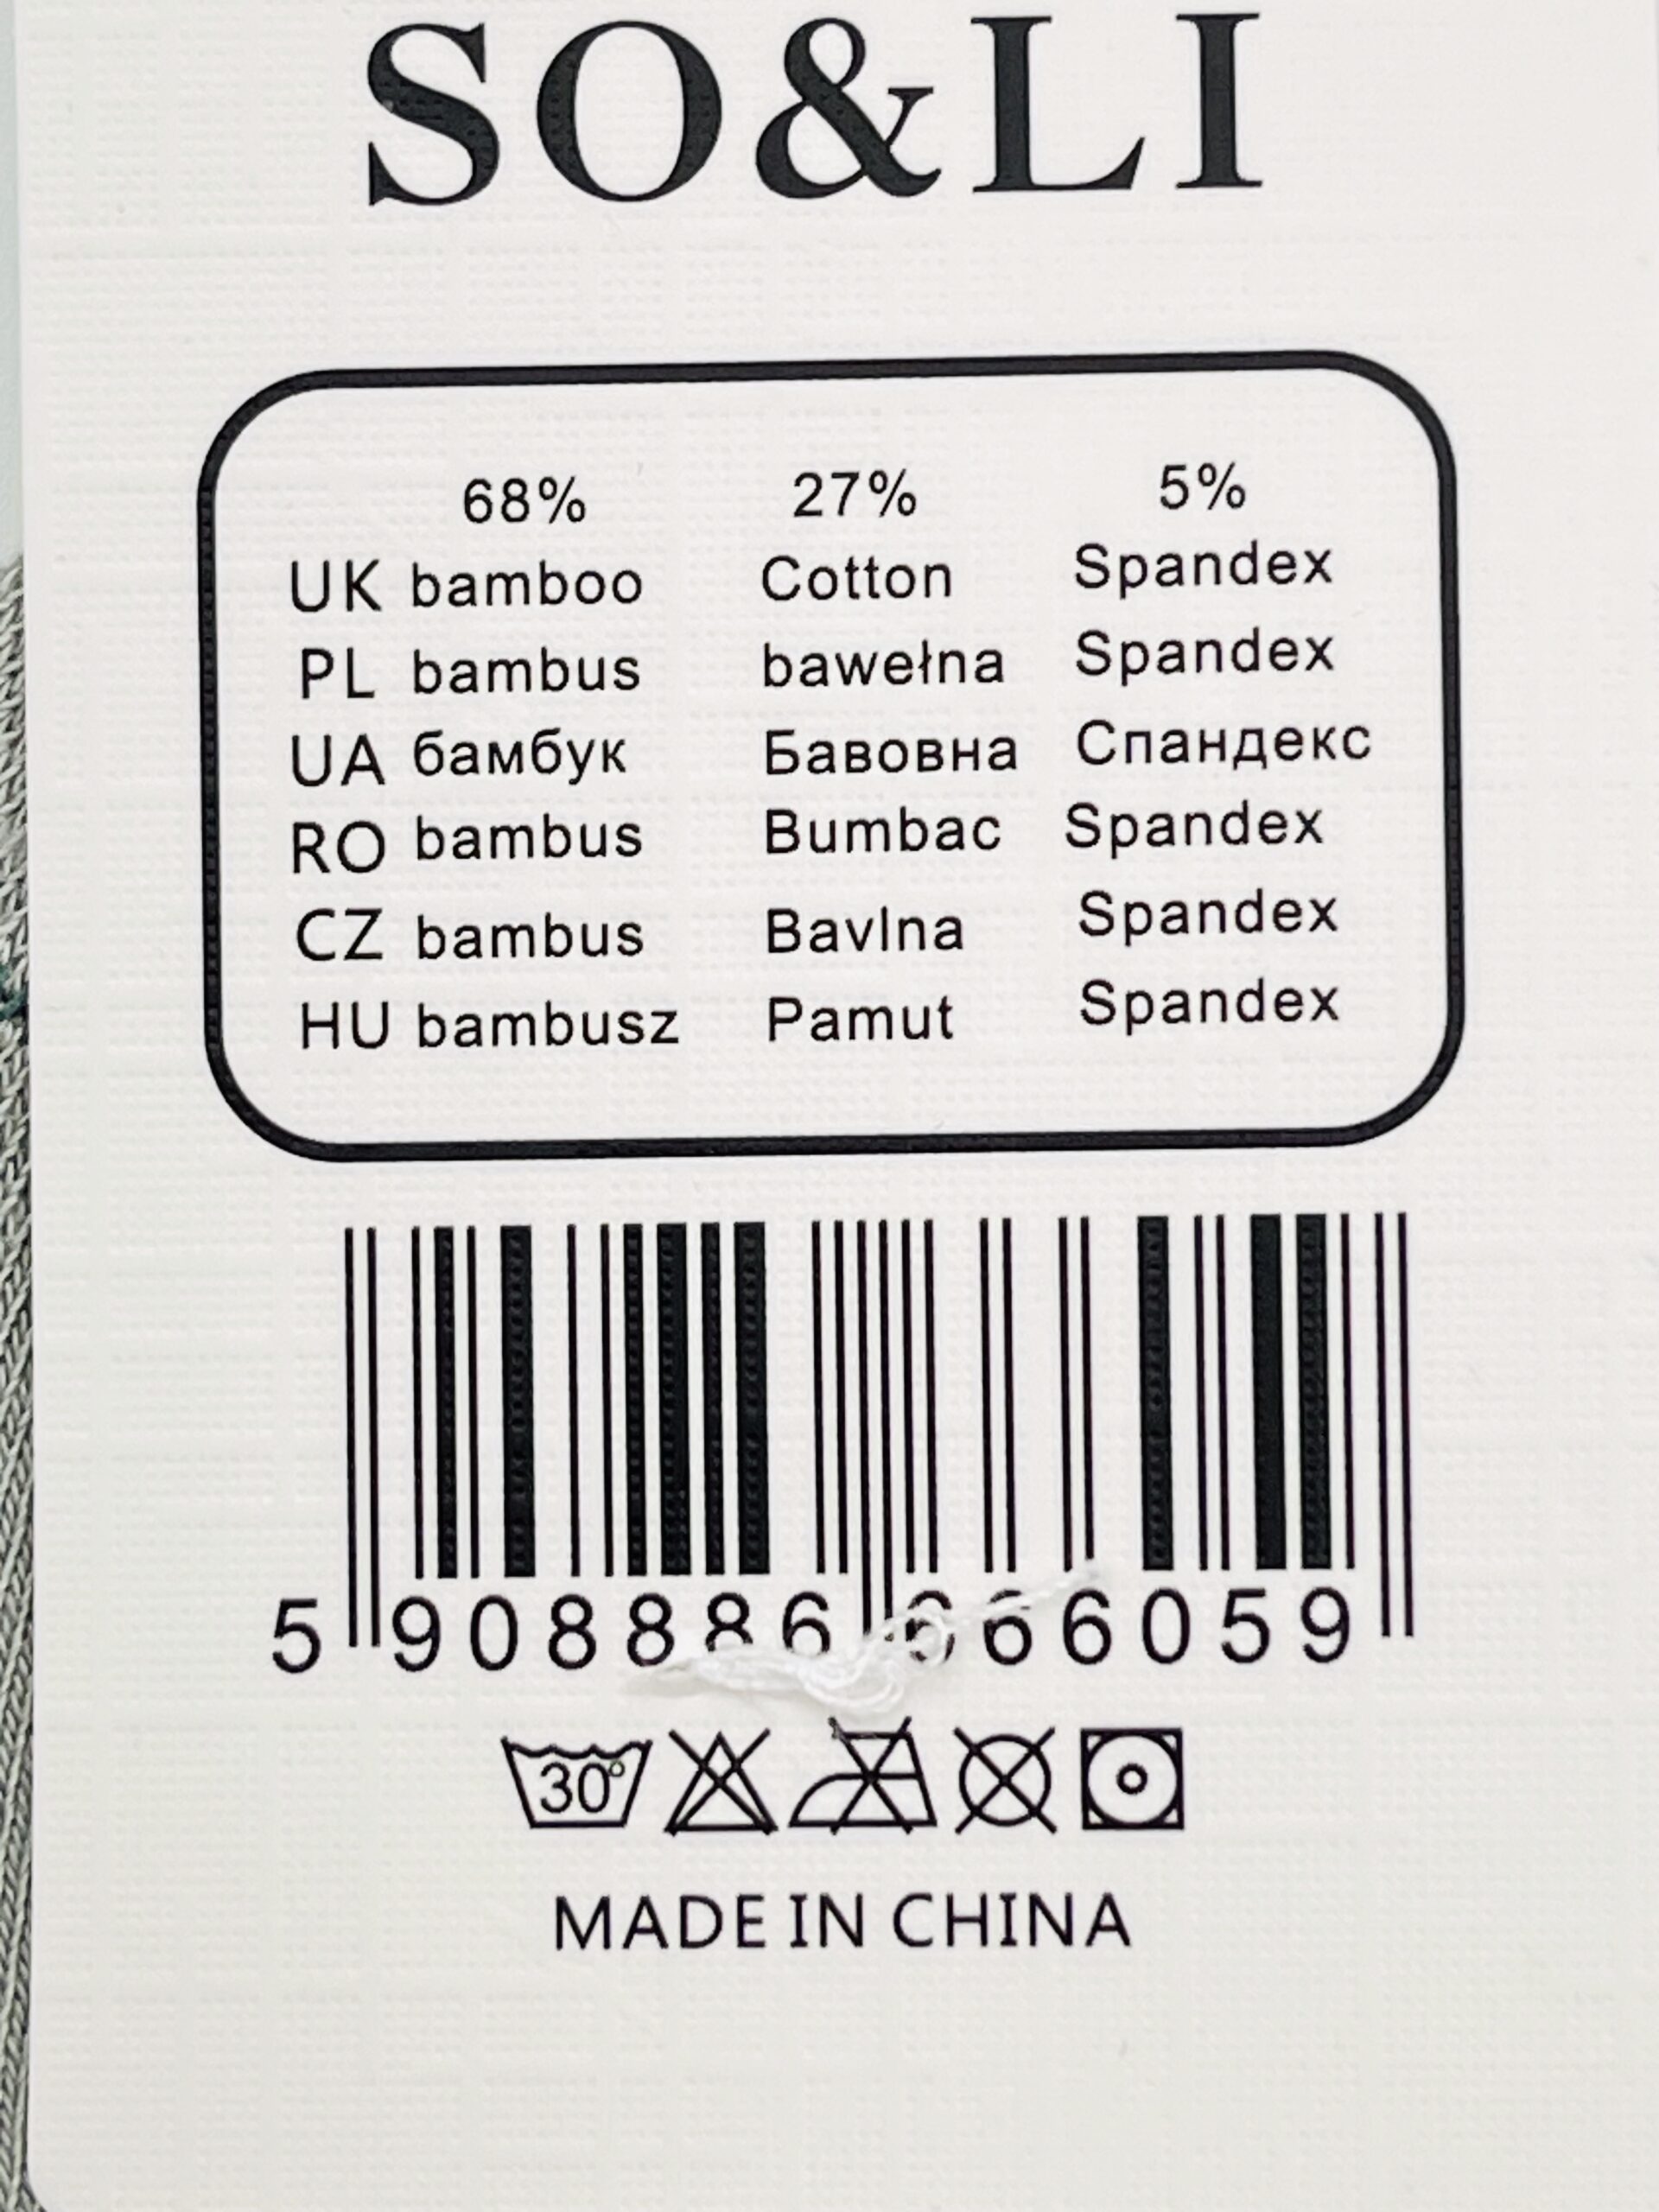 SO&LI
68% 27% 5%
UK bamboo Cotton Spandex
PL bambus bawełna Spandex
UA бамбук Бавовна Спандекс
RO bambus Bumbac Spandex
CZ bambus Bavlna Spandex
HU bambusz Pamut Spandex
5 908886 666059
30°
MADE IN CHINA